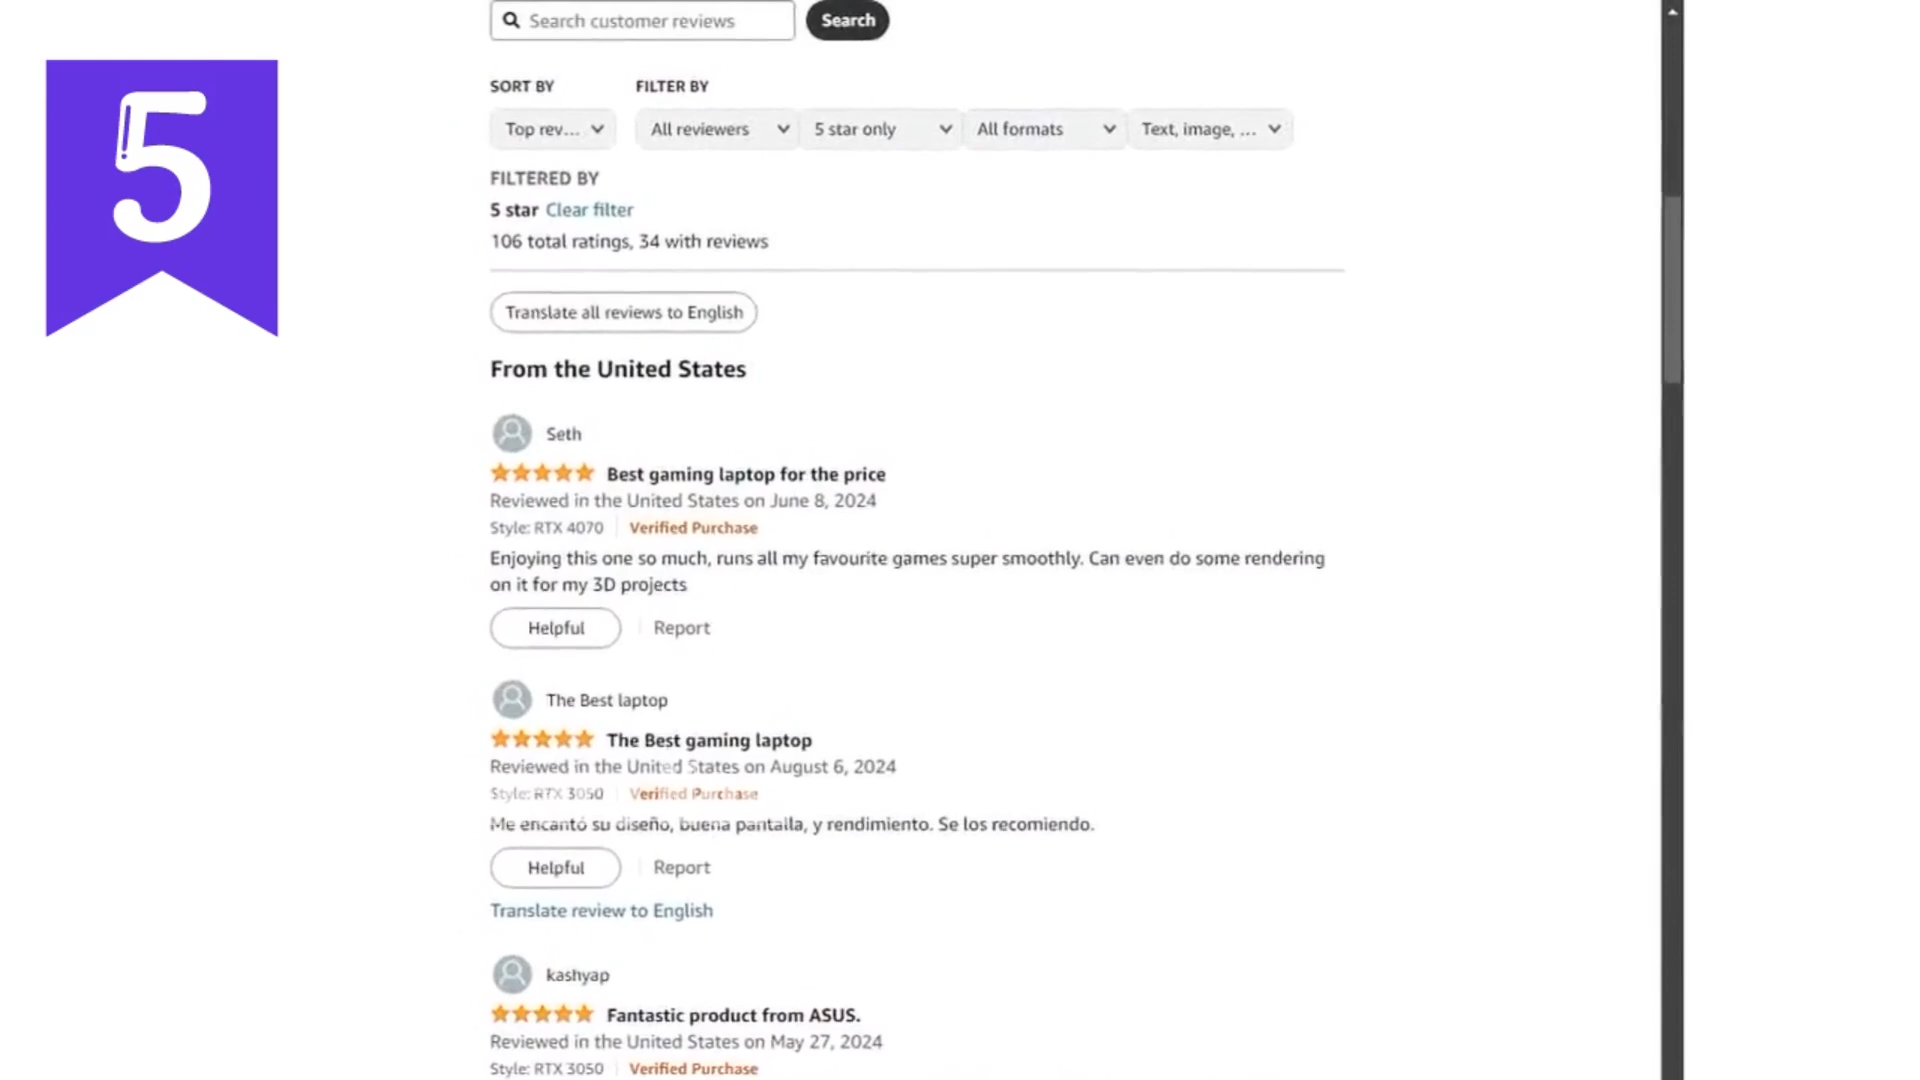 5
Search customer reviews
Search
SORT BY
FILTER BY
Top rev...
All reviewers
5 star only
All formats
Text, image, ...
FILTERED BY
5 star Clear filter
106 total ratings, 34 with reviews
Translate all reviews to English
From the United States
Seth
Best gaming laptop for the price
Reviewed in the United States on June 8, 2024
Style: RTX 4070 Verified Purchase
Enjoying this one so much, runs all my favourite games super smoothly. Can even do some rendering
on it for my 3D projects
Helpful Report
The Best laptop
The Best gaming laptop
Reviewed in the United States on August 6, 2024
Style: RTX 3050 Verified Purchase
Me encantó su diseño, buena pantalla, y rendimiento. Se los recomiendo.
Helpful Report
Translate review to English
kashyap
Fantastic product from ASUS.
Reviewed in the United States on May 27, 2024
Style: RTX 3050 Verified Purchase